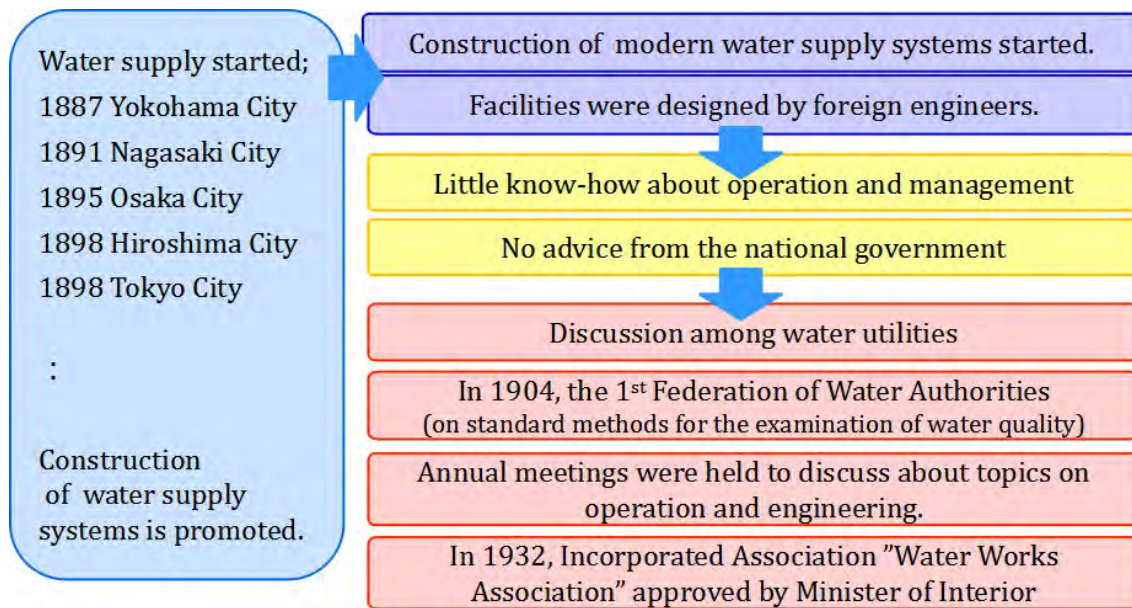 Water supply started;
1887 Yokohama City
1891 Nagasaki City
1895 Osaka City
1898 Hiroshima City
1898 Tokyo City
:
Construction
of water supply
systems is promoted.
Construction of modern water supply systems started.
Facilities were designed by foreign engineers.
Little know-how about operation and management
No advice from the national government
Discussion among water utilities
In 1904, the 1st Federation of Water Authorities
(on standard methods for the examination of water quality)
Annual meetings were held to discuss about topics on
operation and engineering.
In 1932, Incorporated Association ”Water Works
Association” approved by Minister of Interior